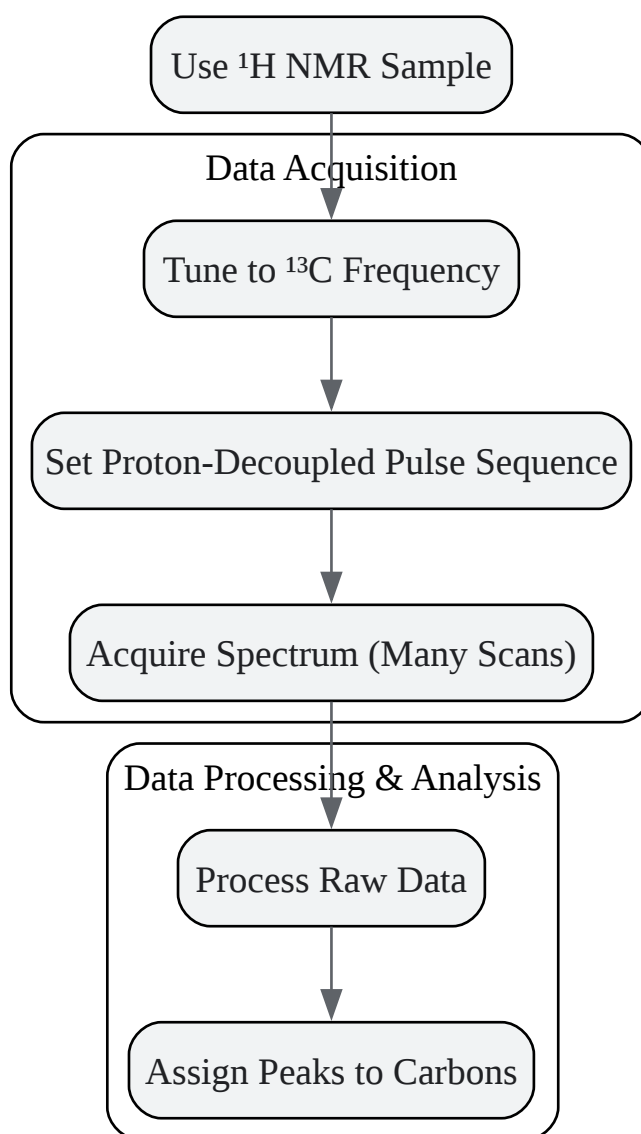 Use ¹H NMR Sample
Data Acquisition
Tune to ¹³C Frequency
Set Proton-Decoupled Pulse Sequence
Acquire Spectrum (Many Scans)
Data Processing & Analysis
Process Raw Data
Assign Peaks to Carbons